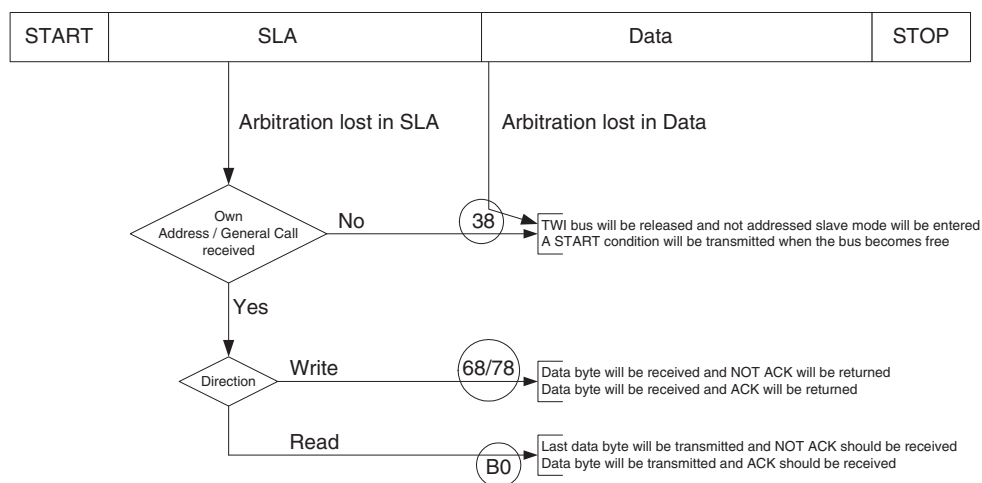 START SLA Data STOP
Arbitration lost in SLA Arbitration lost in Data
Own
Address / General Call
received
No 38
TWI bus will be released and not addressed slave mode will be entered
A START condition will be transmitted when the bus becomes free
Yes
Direction
Write 68/78
Data byte will be received and NOT ACK will be returned
Data byte will be received and ACK will be returned
Read B0
Last data byte will be transmitted and NOT ACK should be received
Data byte will be transmitted and ACK should be received